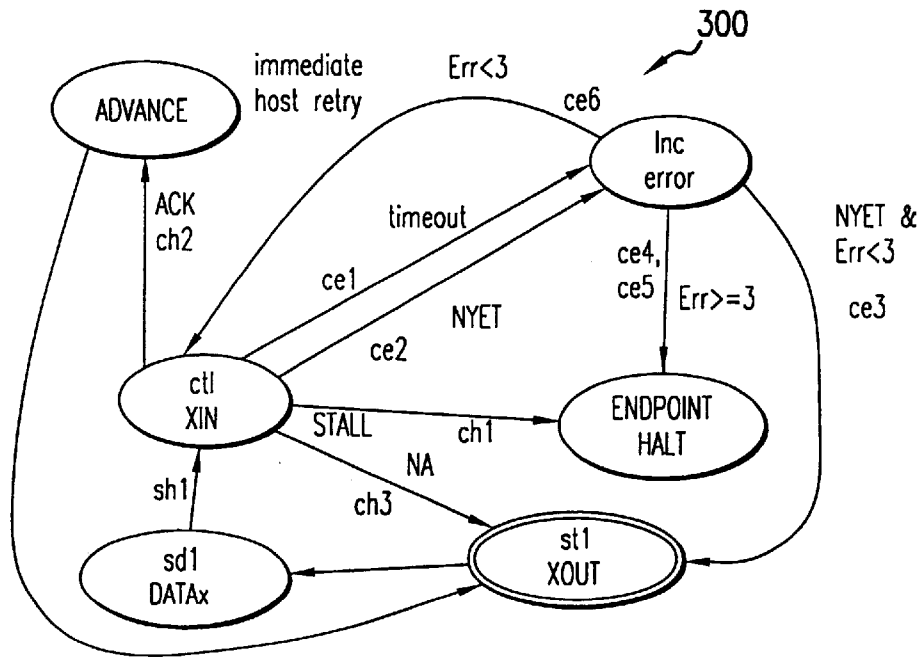 300
immediate
host retry
Err<3
ce6
ADVANCE
Inc
error
ACK
ch2
timeout
ce1
NYET
ce2
ce4,
ce5
Err>=3
NYET &
Err<3
ce3
ctl
XIN
STALL
ch1
ENDPOINT
HALT
NA
ch3
sh1
sd1
DATAx
st1
XOUT